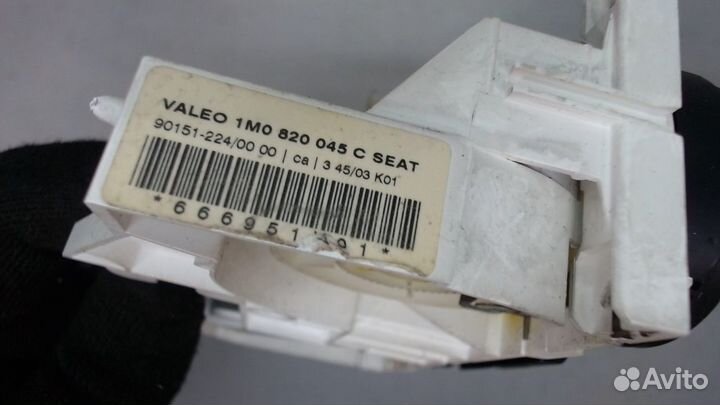 VALEO 1M0 820 045 C SEAT
90151-224/00 00 | ca | 3 45/03 K01
Avito